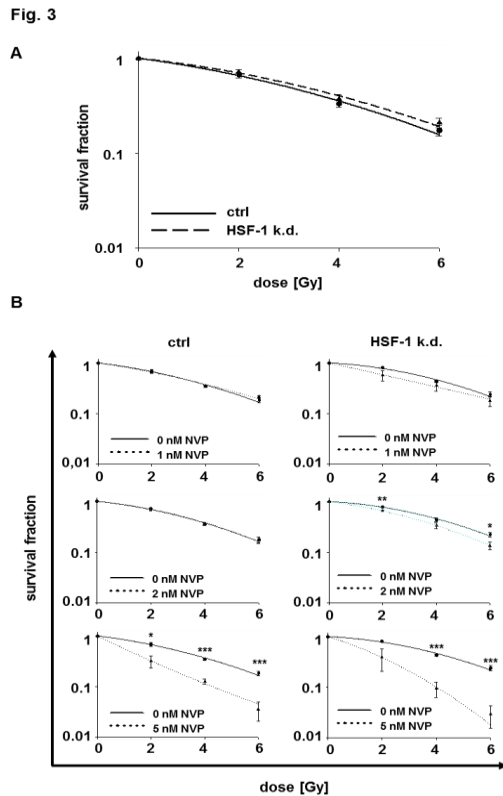 Fig. 3
A
1
0.1
0.01
survival fraction
ctrl
HSF-1 k.d.
0 2 4 6
dose [Gy]
B
ctrl HSF-1 k.d.
1
0.1
0,01
0 nM NVP
1 nM NVP
0 2 4 6
1
0.1
0,01
0 nM NVP
1 nM NVP
0 2 4 6
survival fraction
1
0.1
0.01
0 nM NVP
2 nM NVP
0 2 4 6
1
0.1
0.01
** *
0 nM NVP
2 nM NVP
0 2 4 6
1
0.1
0.01
* *** ***
0 nM NVP
5 nM NVP
0 2 4 6
1
0.1
0.01
*** ***
0 nM NVP
5 nM NVP
0 2 4 6
dose [Gy]